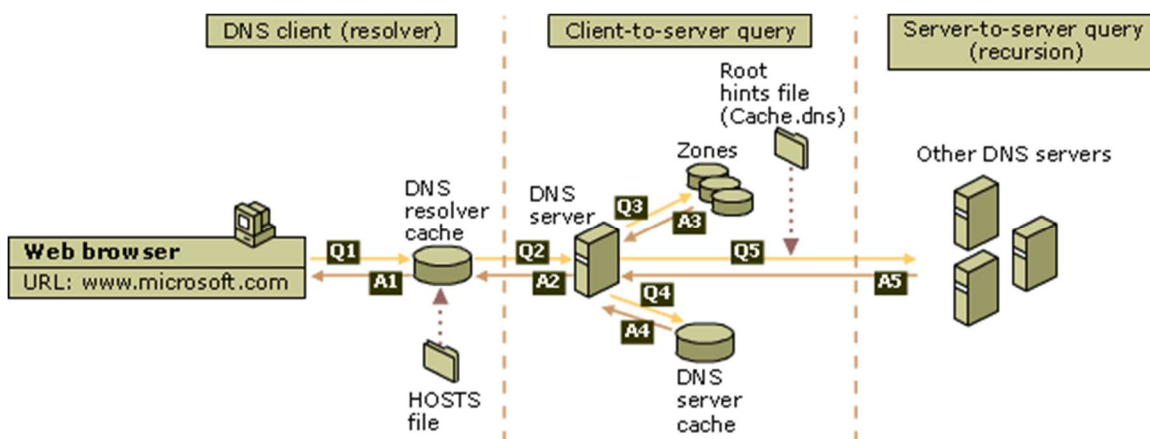 DNS client (resolver)
Client-to-server query
Server-to-server query
(recursion)
Root
hints file
(Cache.dns)
Zones
Other DNS servers
DNS
resolver
cache
DNS
server
Q3
A3
Web browser
URL: www.microsoft.com
Q1
A1
Q2
A2
Q5
A5
Q4
A4
HOSTS
file
DNS
server
cache